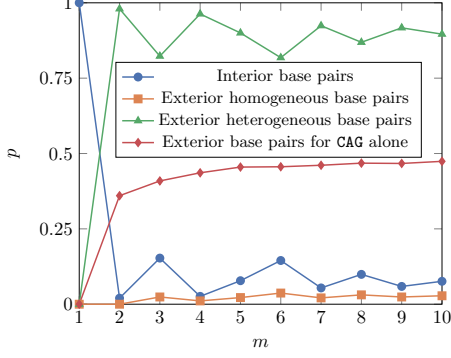 1
0.75
0.5
0.25
0
p
Interior base pairs
Exterior homogeneous base pairs
Exterior heterogeneous base pairs
Exterior base pairs for CAG alone
1 2 3 4 5 6 7 8 9 10
m